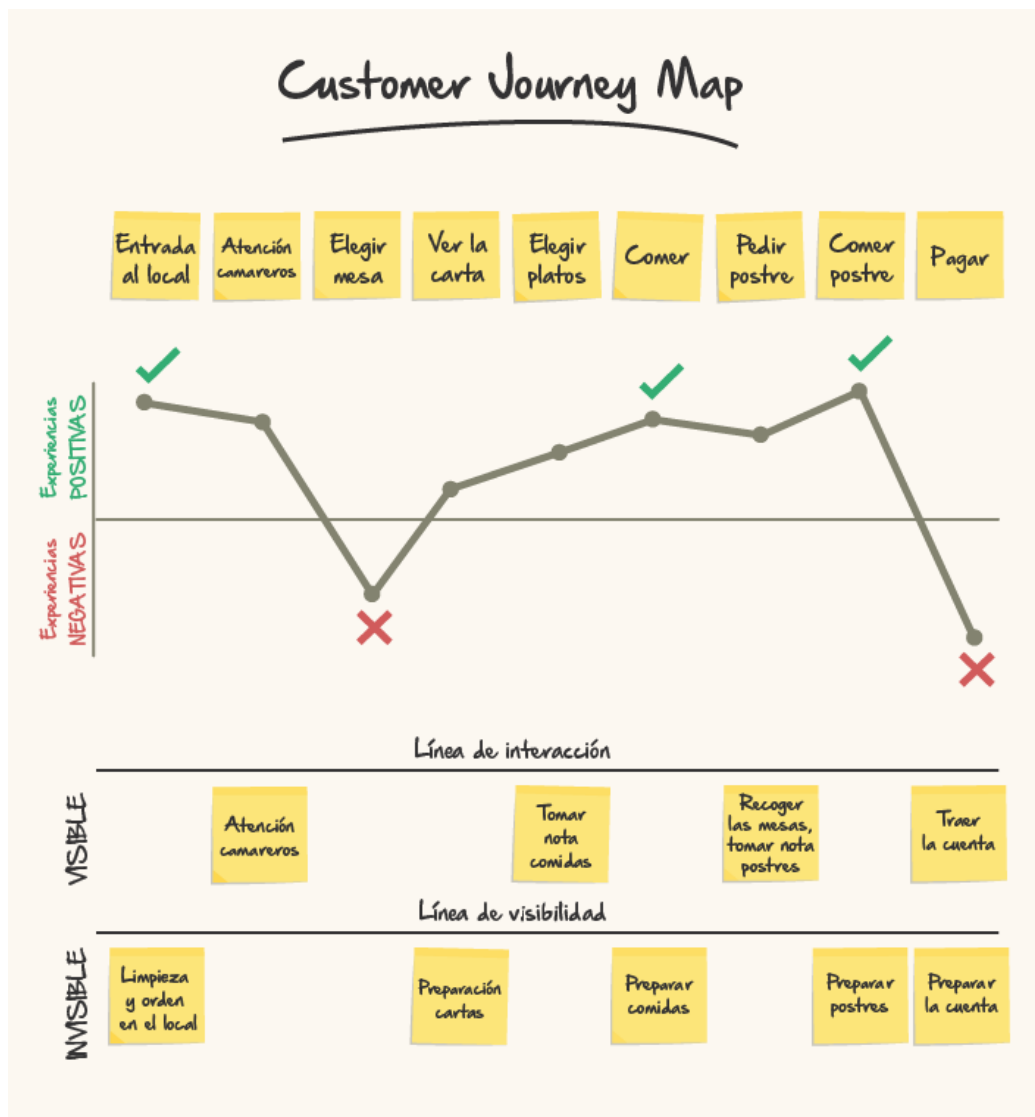 Customer Journey Map
Entrada
al local
Atención
camareros
Elegir
mesa
Ver la
carta
Elegir
platos
Comer
Pedir
postre
Comer
postre
Pagar
Experiencias
POSITIVAS
Experiencias
NEGATIVAS
Línea de interacción
VISIBLE
Atención
camareros
Tomar
nota
comidas
Recoger
las mesas,
tomar nota
postres
Traer
la cuenta
Línea de visibilidad
INVISIBLE
Limpieza
y orden
en el local
Preparación
cartas
Preparar
comidas
Preparar
postres
Preparar
la cuenta